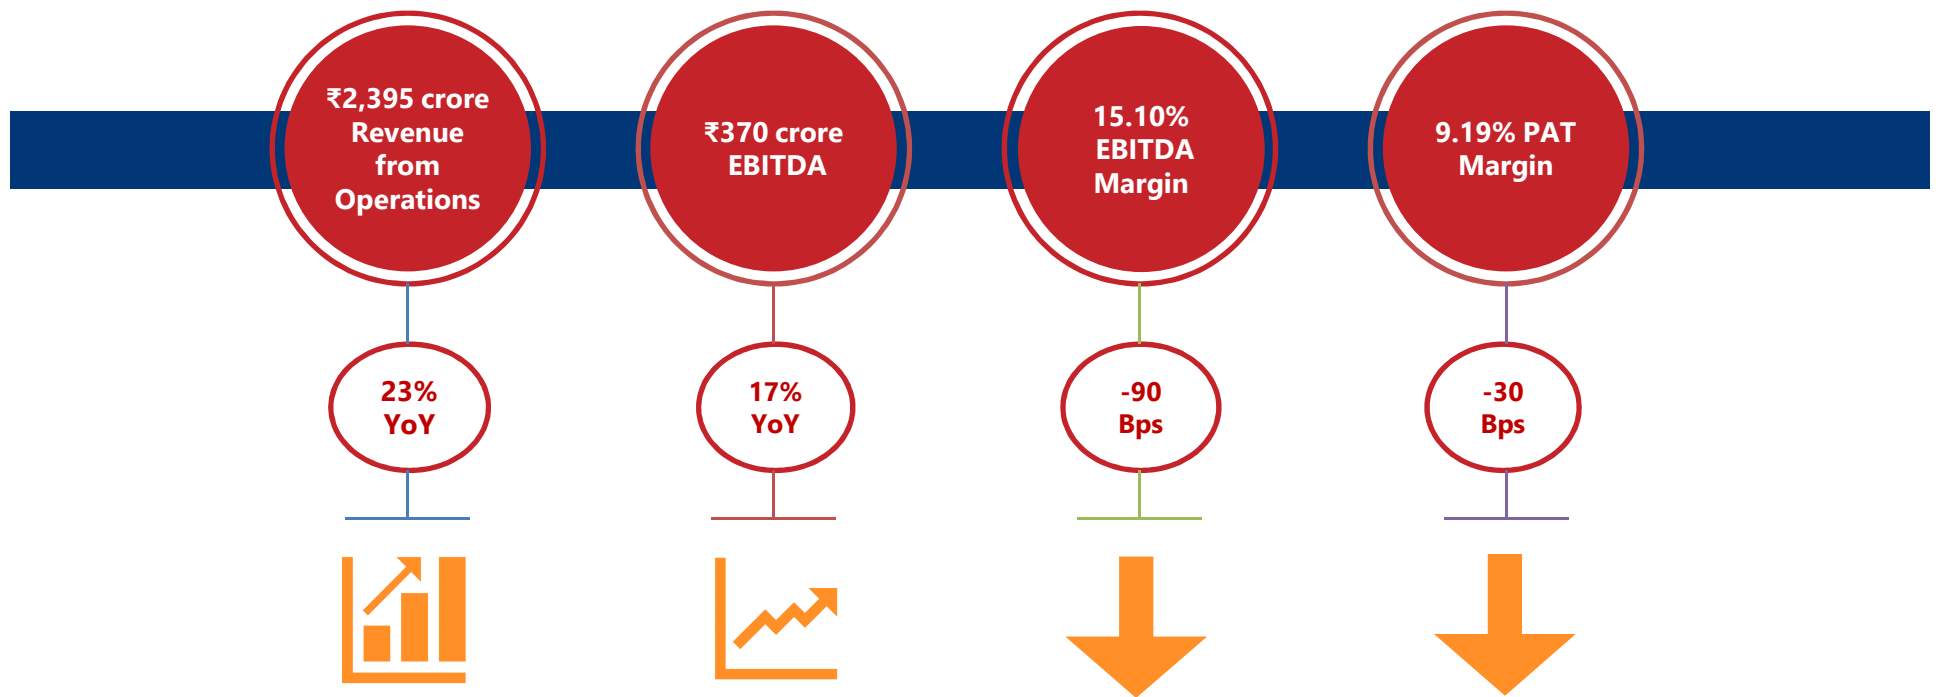 ₹2,395 crore
Revenue
from
Operations
₹370 crore
EBITDA
15.10%
EBITDA
Margin
9.19% PAT
Margin
23%
YoY
17%
YoY
-90
Bps
-30
Bps